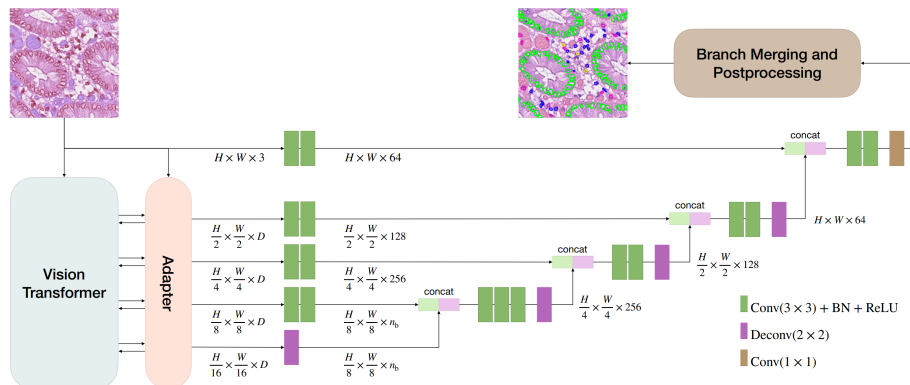 Branch Merging and
Postprocessing
concat
H × W × 3
H × W × 64
concat
H × W × 64
H/2 × W/2 × D
H/2 × W/2 × 128
concat
H/2 × W/2 × 128
Vision
Transformer
Adapter
H/4 × W/4 × D
H/4 × W/4 × 256
concat
H/4 × W/4 × 256
H/8 × W/8 × D
H/8 × W/8 × n_b
H/16 × W/16 × D
H/8 × W/8 × n_b
Conv(3 × 3) + BN + ReLU
Deconv(2 × 2)
Conv(1 × 1)